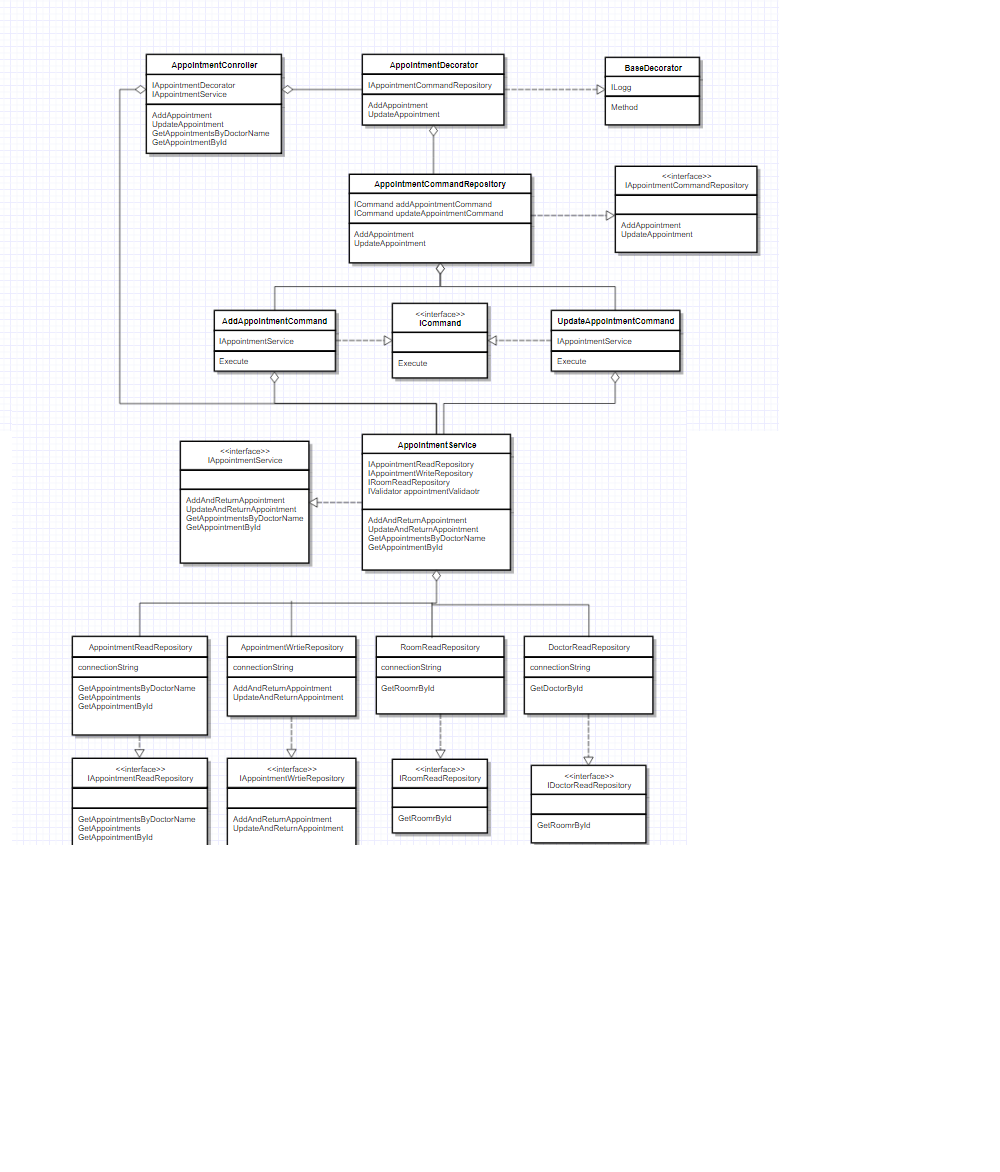 AppointmentConroller
IAppointmentDecorator
IAppointmentService
AddAppointment
UpdateAppointment
GetAppointmentsByDoctorName
GetAppointmentById
AppointmentDecorator
IAppointmentCommandRepository
AddAppointment
UpdateAppointment
BaseDecorator
ILogg
Method
AppointmentCommandRepository
ICommand addAppointmentCommand
ICommand updateAppointmentCommand
AddAppointment
UpdateAppointment
<<interface>>
IAppointmentCommandRepository
AddAppointment
UpdateAppointment
AddAppointmentCommand
IAppointmentService
Execute
<<interface>>
ICommand
Execute
UpdateAppointmentCommand
IAppointmentService
Execute
<<interface>>
IAppointmentService
AddAndReturnAppointment
UpdateAndReturnAppointment
GetAppointmentsByDoctorName
GetAppointmentById
AppointmentService
IAppointmentReadRepository
IAppointmentWriteRepository
IRoomReadRepository
IValidator appointmentValidaotr
AddAndReturnAppointment
UpdateAndReturnAppointment
GetAppointmentsByDoctorName
GetAppointmentById
AppointmentReadRepository
connectionString
GetAppointmentsByDoctorName
GetAppointments
GetAppointmentById
AppointmentWrtieRepository
connectionString
AddAndReturnAppointment
UpdateAndReturnAppointment
RoomReadRepository
connectionString
GetRoomrById
DoctorReadRepository
connectionString
GetDoctorById
<<interface>>
IAppointmentReadRepository
GetAppointmentsByDoctorName
GetAppointments
GetAppointmentById
<<interface>>
IAppointmentWrtieRepository
AddAndReturnAppointment
UpdateAndReturnAppointment
<<interface>>
IRoomReadRepository
GetRoomrById
<<interface>>
IDoctorReadRepository
GetRoomrById